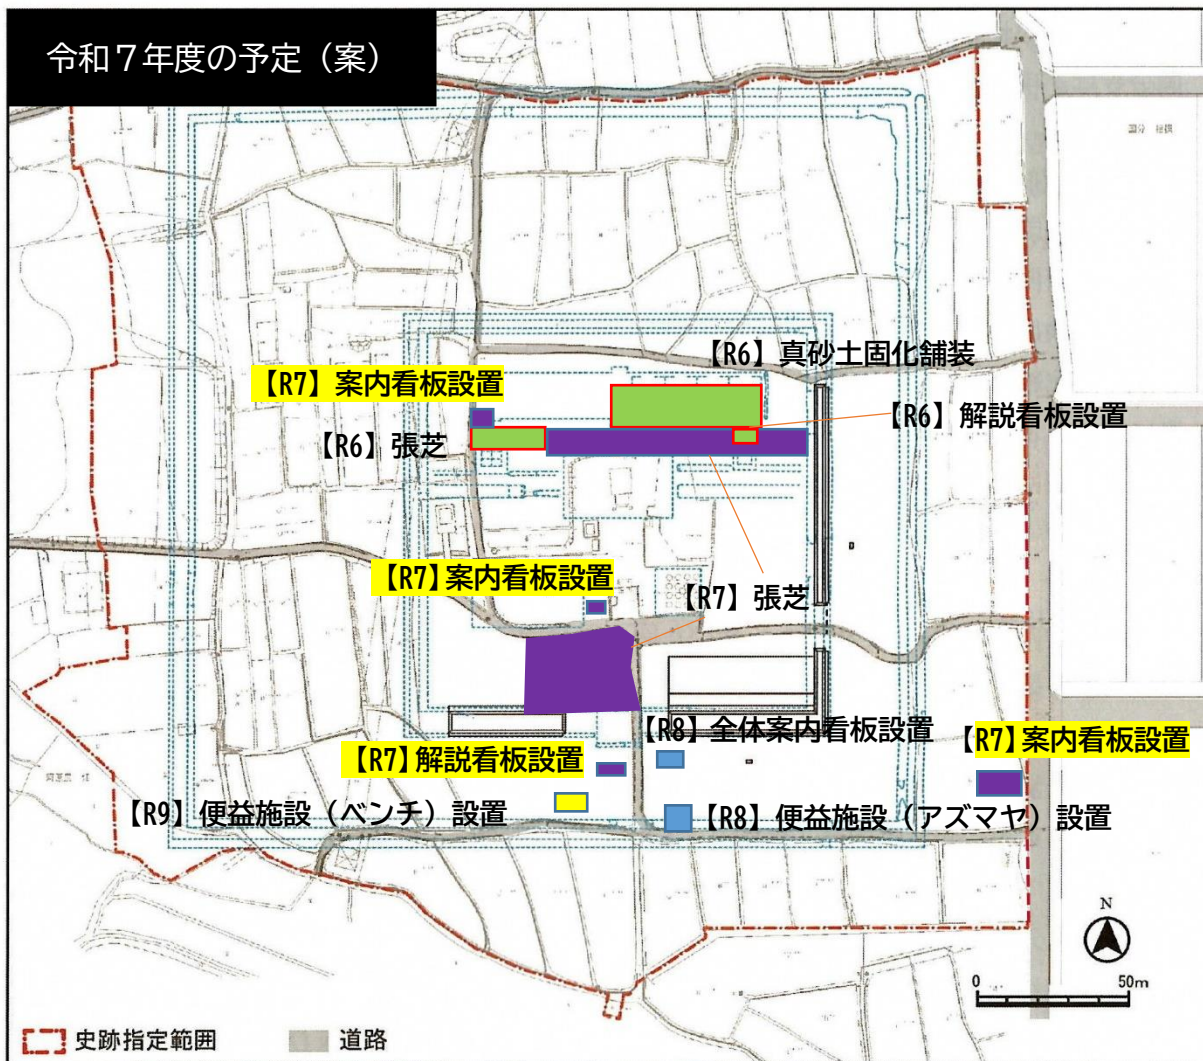 令和７年度の予定（案）
国分
【R6】真砂土固化舗装
【R7】案内看板設置
【R6】解説看板設置
【R6】張芝
【R7】案内看板設置
【R7】張芝
【R8】全体案内看板設置
【R7】案内看板設置
【R7】解説看板設置
【R9】便益施設（ベンチ）設置
【R8】便益施設（アズマヤ）設置
N
0 50m
史跡指定範囲
道路